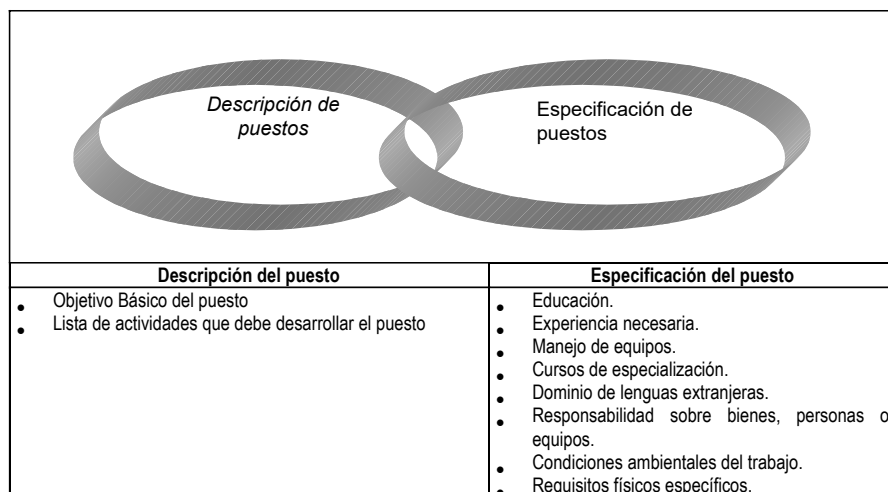 Descripción de
puestos
Especificación de
puestos
Descripción del puesto
Especificación del puesto
• Objetivo Básico del puesto
• Lista de actividades que debe desarrollar el puesto
• Educación.
• Experiencia necesaria.
• Manejo de equipos.
• Cursos de especialización.
• Dominio de lenguas extranjeras.
• Responsabilidad sobre bienes, personas o
equipos.
• Condiciones ambientales del trabajo.
• Requisitos físicos específicos.